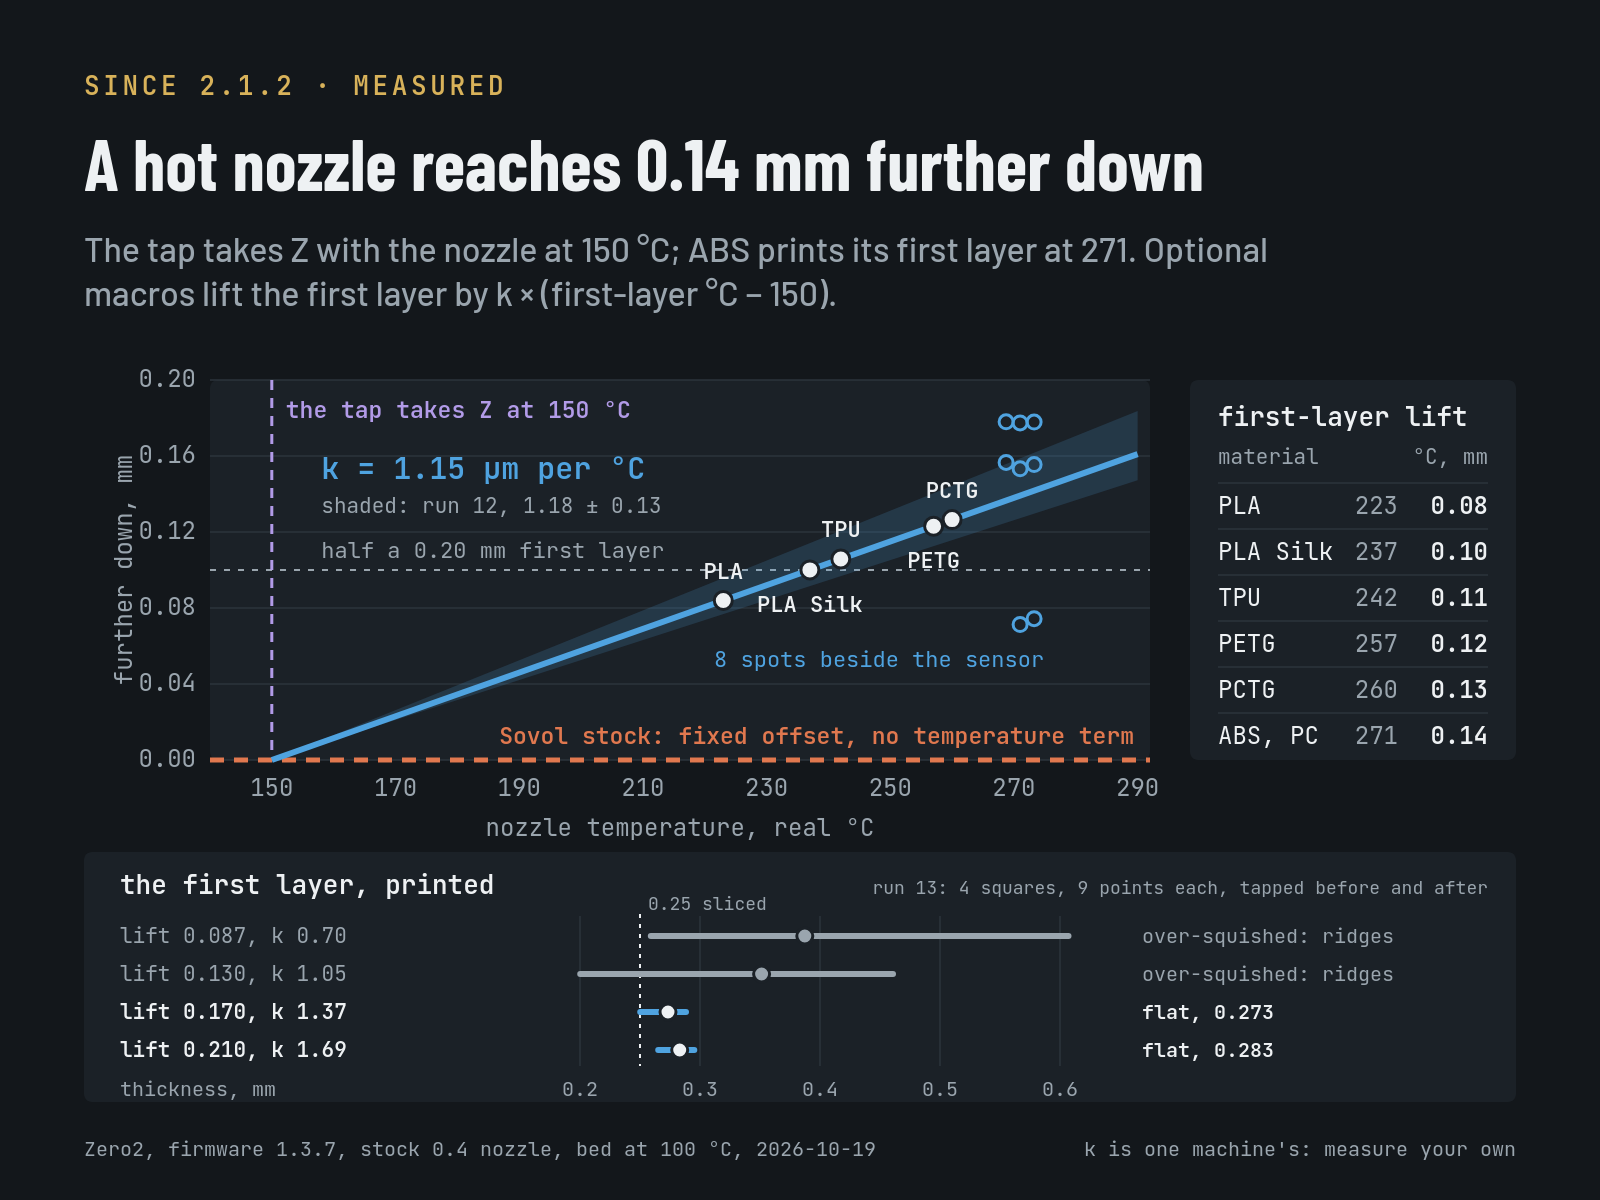 SINCE 2.1.2 · MEASURED
A hot nozzle reaches 0.14 mm further down
The tap takes Z with the nozzle at 150 °C; ABS prints its first layer at 271. Optional
macros lift the first layer by k × (first-layer °C – 150).
further down, mm
0.20
0.16
0.12
0.08
0.04
0.00
the tap takes Z at 150 °C
k = 1.15 µm per °C
shaded: run 12, 1.18 ± 0.13
half a 0.20 mm first layer
PCTG
TPU
PETG
PLA
PLA Silk
8 spots beside the sensor
Sovol stock: fixed offset, no temperature term
150 170 190 210 230 250 270 290
nozzle temperature, real °C
first-layer lift
material °C, mm
PLA 223 0.08
PLA Silk 237 0.10
TPU 242 0.11
PETG 257 0.12
PCTG 260 0.13
ABS, PC 271 0.14
the first layer, printed
run 13: 4 squares, 9 points each, tapped before and after
0.25 sliced
lift 0.087, k 0.70 over-squished: ridges
lift 0.130, k 1.05 over-squished: ridges
lift 0.170, k 1.37 flat, 0.273
lift 0.210, k 1.69 flat, 0.283
thickness, mm 0.2 0.3 0.4 0.5 0.6
Zero2, firmware 1.3.7, stock 0.4 nozzle, bed at 100 °C, 2026-10-19
k is one machine's: measure your own